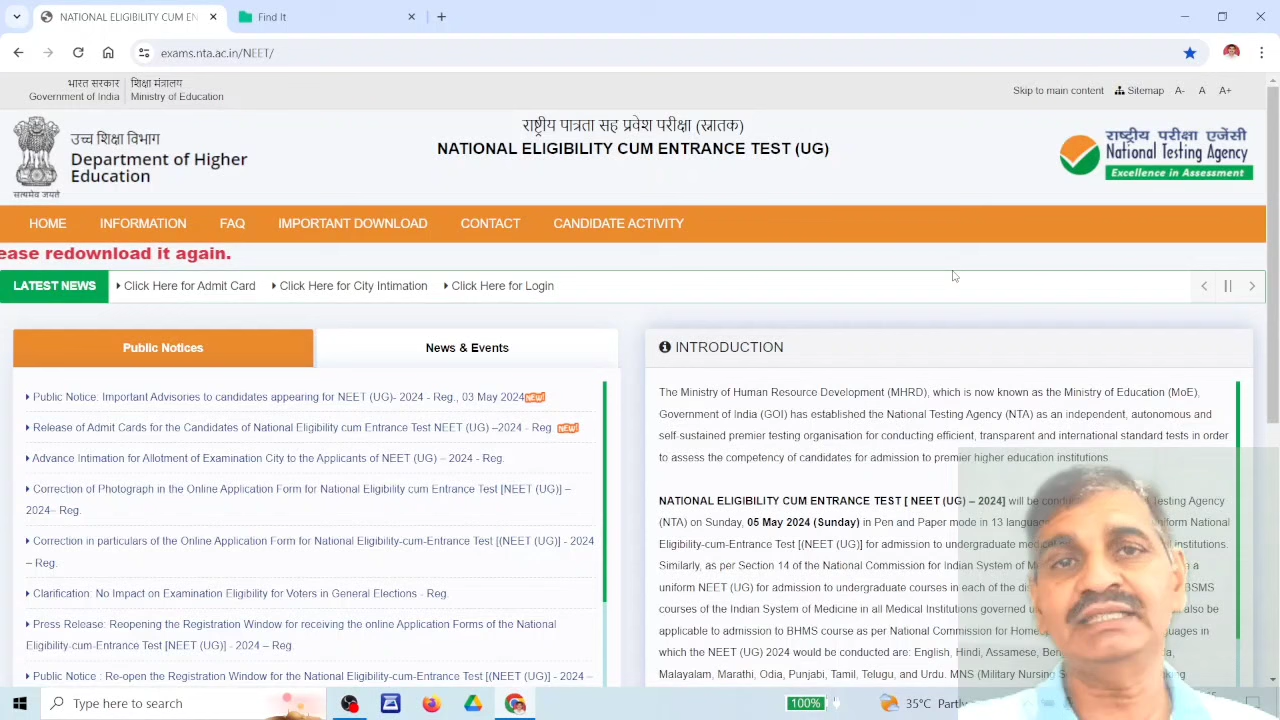 NATIONAL ELIGIBILITY CUM EN
Find It
exams.nta.ac.in/NEET/
भारत सरकार
Government of India
शिक्षा मंत्रालय
Ministry of Education
Skip to main content
Sitemap
A-
A
A+
सत्यमेव जयते
उच्च शिक्षा विभाग
Department of Higher
Education
राष्ट्रीय पात्रता सह प्रवेश परीक्षा (स्नातक)
NATIONAL ELIGIBILITY CUM ENTRANCE TEST (UG)
राष्ट्रीय परीक्षा एजेंसी
National Testing Agency
Excellence in Assessment
HOME
INFORMATION
FAQ
IMPORTANT DOWNLOAD
CONTACT
CANDIDATE ACTIVITY
ease redownload it again.
LATEST NEWS
Click Here for Admit Card
Click Here for City Intimation
Click Here for Login
Public Notices
News & Events
Public Notice: Important Advisories to candidates appearing for NEET (UG)- 2024 - Reg., 03 May 2024 NEW!
Release of Admit Cards for the Candidates of National Eligibility cum Entrance Test NEET (UG) –2024 - Reg NEW!
Advance Intimation for Allotment of Examination City to the Applicants of NEET (UG) – 2024 - Reg.
Correction of Photograph in the Online Application Form for National Eligibility cum Entrance Test [NEET (UG)] –
2024– Reg.
Correction in particulars of the Online Application Form for National Eligibility-cum-Entrance Test [(NEET (UG)] - 2024
– Reg.
Clarification: No Impact on Examination Eligibility for Voters in General Elections - Reg.
Press Release: Reopening the Registration Window for receiving the online Application Forms of the National
Eligibility-cum-Entrance Test [NEET (UG)] - 2024 – Reg.
Public Notice : Re-open the Registration Window for the National Eligibility-cum-Entrance Test [(NEET (UG)] - 2024 –
INTRODUCTION
The Ministry of Human Resource Development (MHRD), which is now known as the Ministry of Education (MoE),
Government of India (GOI) has established the National Testing Agency (NTA) as an independent, autonomous and
self-sustained premier testing organisation for conducting efficient, transparent and international standard tests in order
to assess the competency of candidates for admission to premier higher education institutions.
NATIONAL ELIGIBILITY CUM ENTRANCE TEST [ NEET (UG) – 2024] will be Testing Agency
(NTA) on Sunday, 05 May 2024 (Sunday) in Pen and Paper mode in 13 National
Eligibility-cum-Entrance Test [(NEET (UG)] for admission to undergraduate institutions.
Similarly, as per Section 14 of the National Commission for Indian System of a
uniform NEET (UG) for admission to undergraduate courses in each of the BSMS
courses of the Indian System of Medicine in all Medical Institutions governed also be
applicable to admission to BHMS course as per National Commission for in
which the NEET (UG) 2024 would be conducted are: English, Hindi, Assamese,
Malayalam, Marathi, Odia, Punjabi, Tamil, Telugu, and Urdu. MNS (Military Nursing
Type here to search
100%
35°C